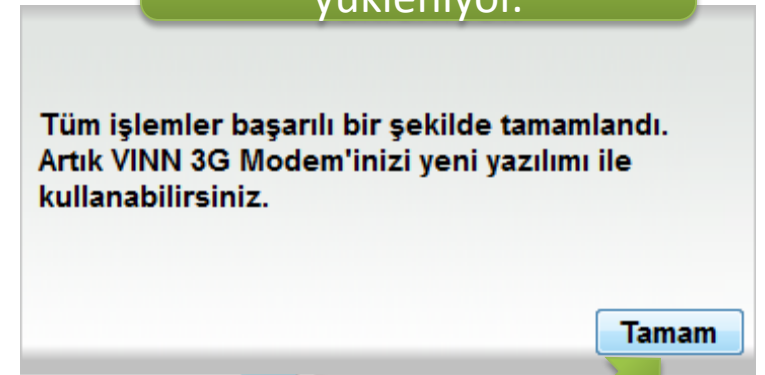 yükleniyor.
Tüm işlemler başarılı bir şekilde tamamlandı.
Artık VINN 3G Modem'inizi yeni yazılımı ile
kullanabilirsiniz.
Tamam